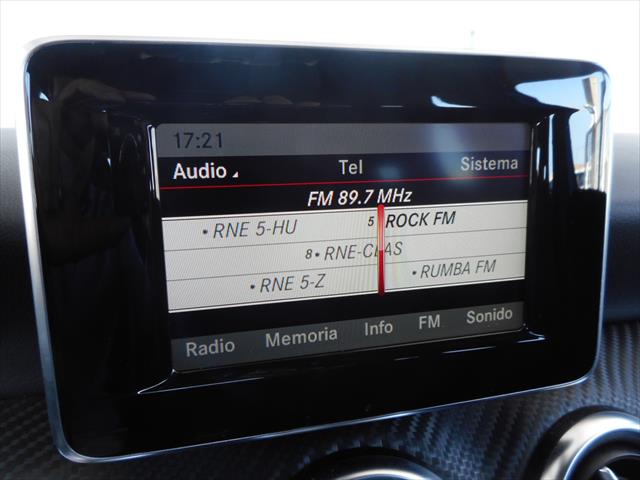 17:21
Audio Tel Sistema
FM 89.7 MHz
• RNE 5-HU 5 ROCK FM
8 • RNE-CLAS
• RNE 5-Z • RUMBA FM
Radio Memoria Info FM Sonido